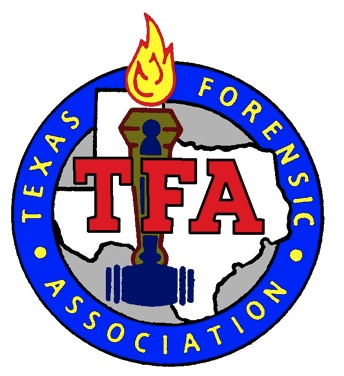 TEXAS FORENSIC
TFA
ASSOCIATION